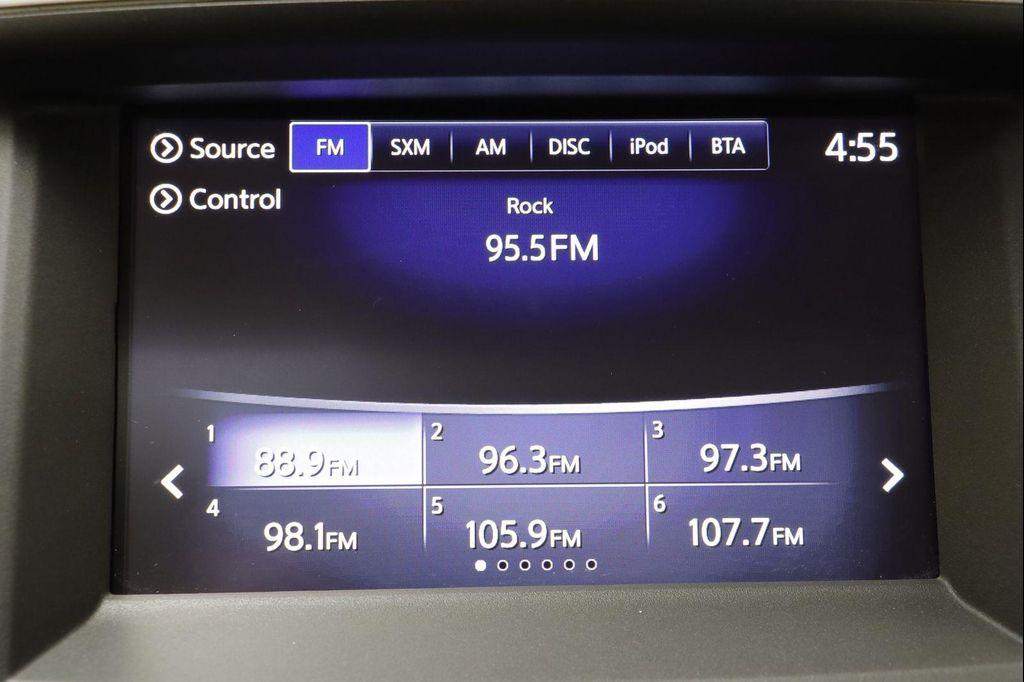 Source FM SXM AM DISC iPod BTA 4:55
Control
Rock
95.5FM
1 88.9FM 2 96.3FM 3 97.3FM
4 98.1FM 5 105.9FM 6 107.7FM